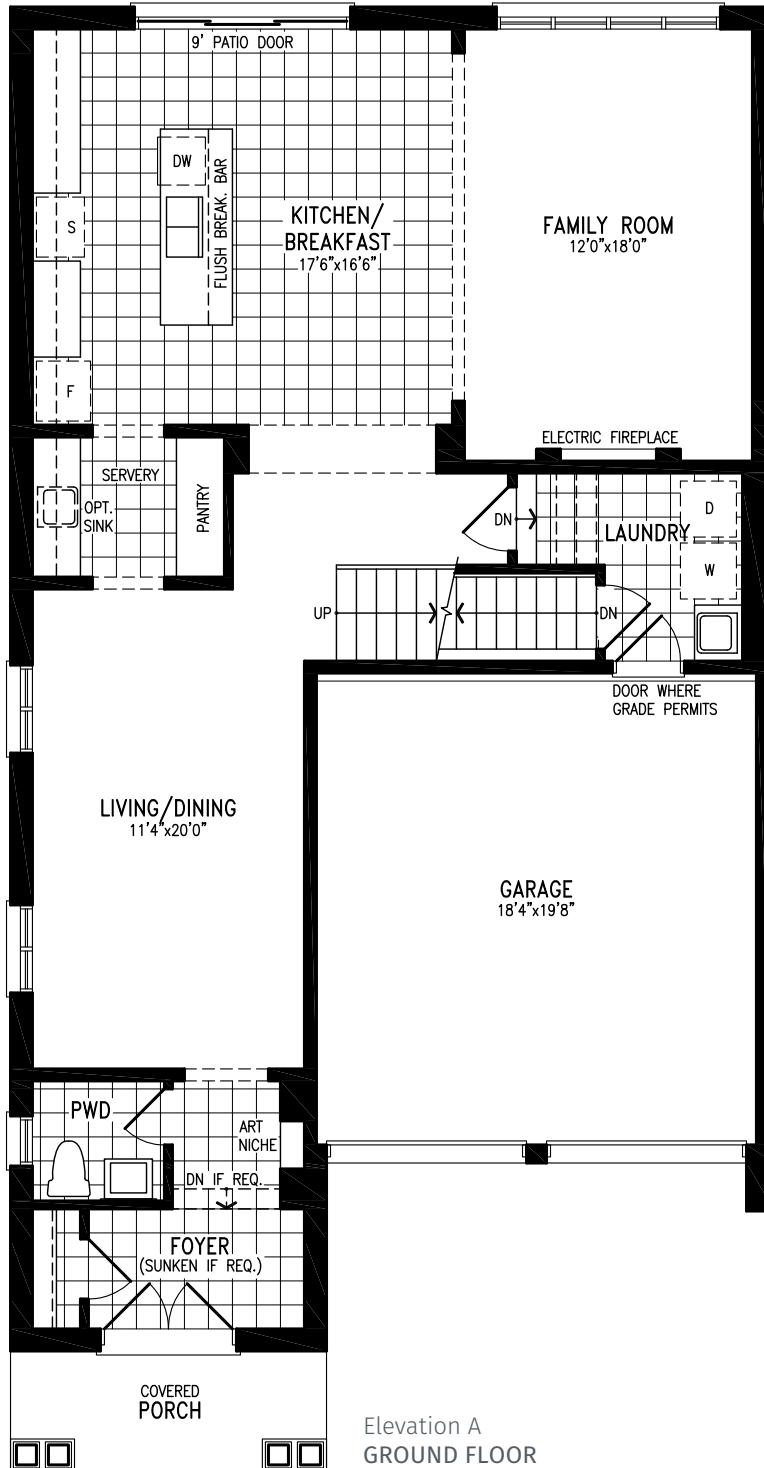 9' PATIO DOOR
DW
S
F
FLUSH BREAK. BAR
KITCHEN/
BREAKFAST
17'6"x16'6"
FAMILY ROOM
12'0"x18'0"
ELECTRIC FIREPLACE
SERVERY
OPT.
SINK
PANTRY
DN
LAUNDRY
D
W
UP
DN
DOOR WHERE
GRADE PERMITS
LIVING/DINING
11'4"x20'0"
GARAGE
18'4"x19'8"
PWD
ART
NICHE
DN IF REQ.
FOYER
(SUNKEN IF REQ.)
COVERED
PORCH
Elevation A
GROUND FLOOR